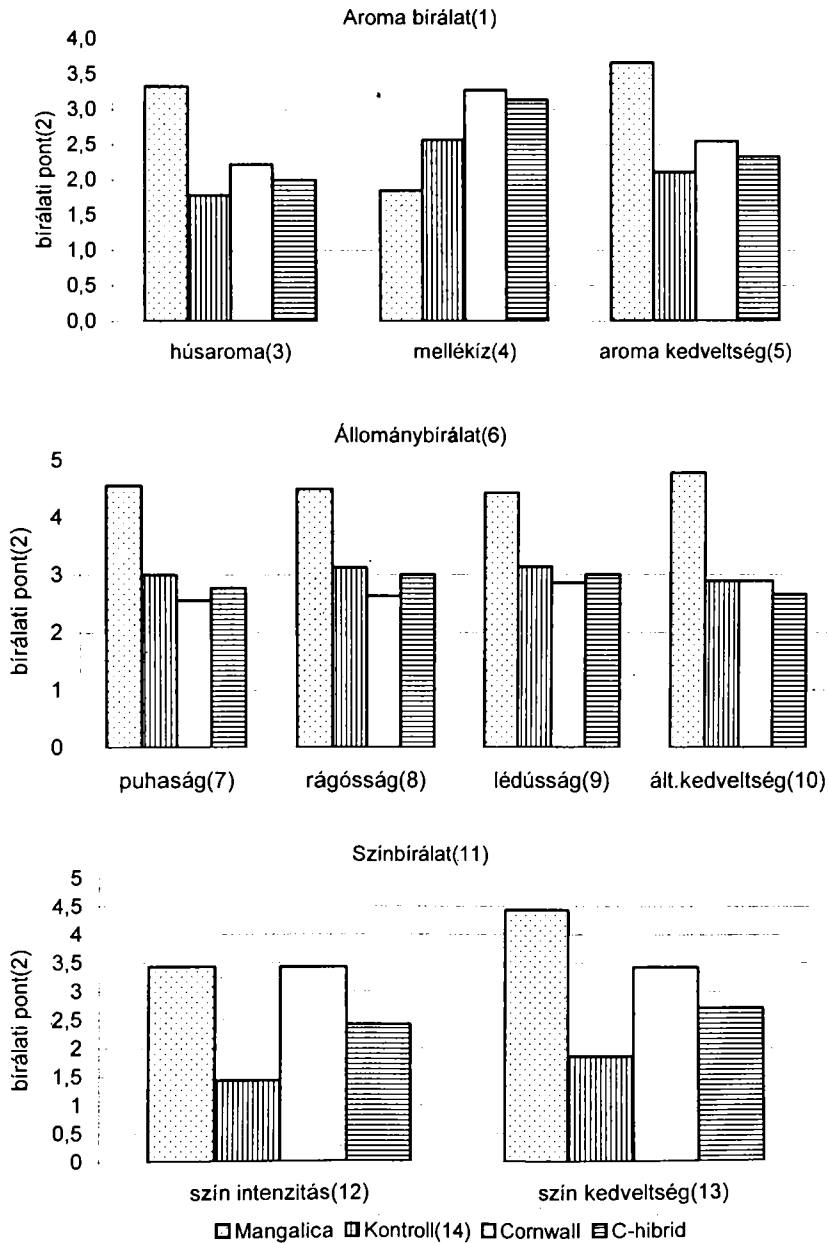 Aroma bírálat(1)
bírálati pont(2)
4,0
3,5
3,0
2,5
2,0
1,5
1,0
0,5
0,0
húsaroma(3) mellékíz(4) aroma kedveltség(5)
Állománybírálat(6)
bírálati pont(2)
5
4
3
2
1
0
puhaság(7) rágósság(8) lédússág(9) ált.kedveltség(10)
Színbírálat(11)
bírálati pont(2)
5
4,5
4
3,5
3
2,5
2
1,5
1
0,5
0
szín intenzitás(12) szín kedveltség(13)
Mangalica Kontroll(14) Cornwall C-hibrid